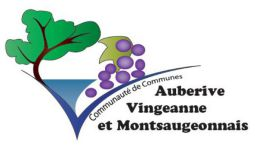 Communauté de Communes
Auberive
Vingeanne
et Montsaugeonnais